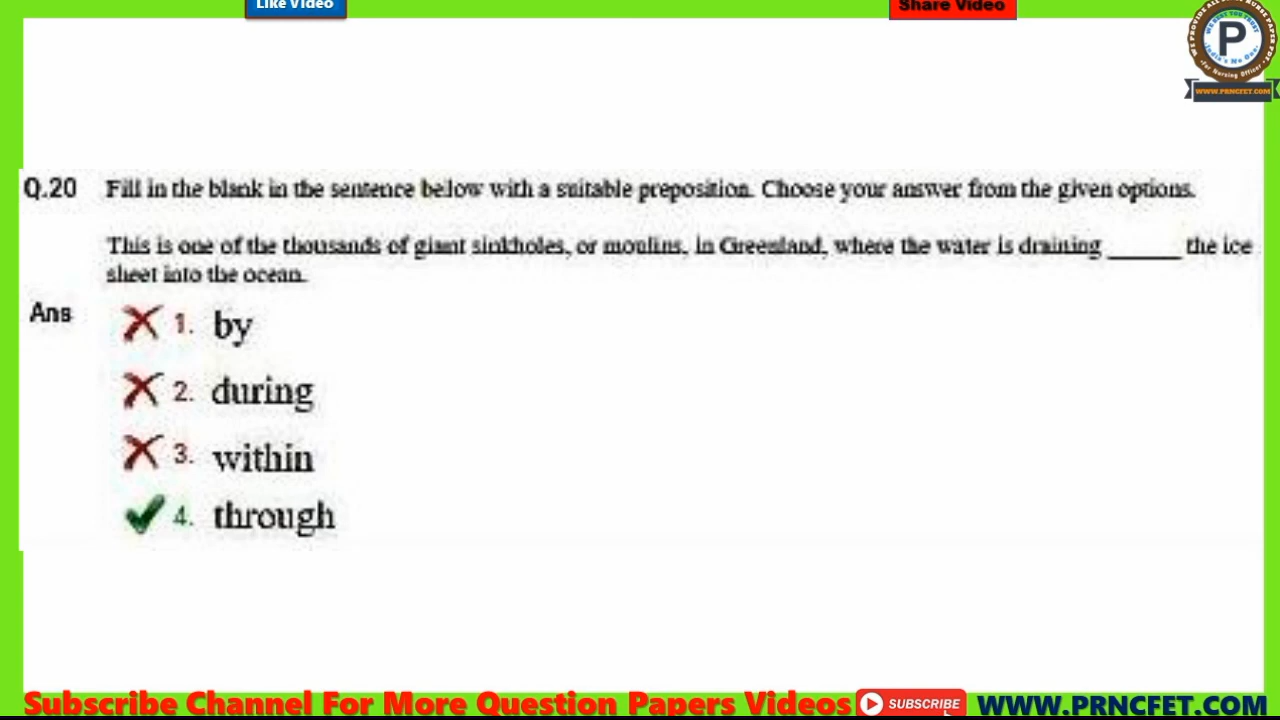 Like Video
Share Video
P
WWW.PRNCFET.COM
Q.20 Fill in the blank in the sentence below with a suitable preposition. Choose your answer from the given options.
This is one of the thousands of giant sinkholes, or moulins, in Greenland, where the water is draining ______ the ice
sheet into the ocean.
Ans
1. by
2. during
3. within
4. through
Subscribe Channel For More Question Papers Videos SUBSCRIBE WWW.PRNCFET.COM